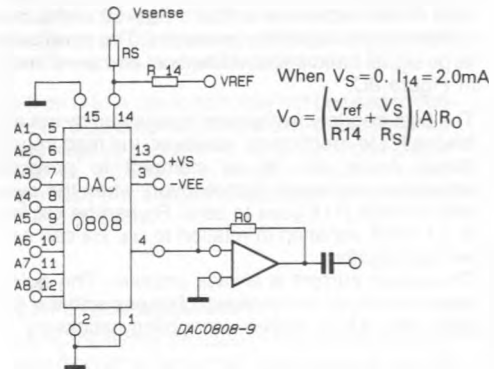 Vsense
RS
R 14
VREF
When VS = 0. I14 = 2.0mA
VO = (Vref/R14 + VS/RS) [A]RO
15 14
A1 5
A2 6
A3 7
A4 8
A5 9
A6 10
A7 11
A8 12
DAC
0808
13 +VS
3 -VEE
4
R0
2 1
DAC0808-9